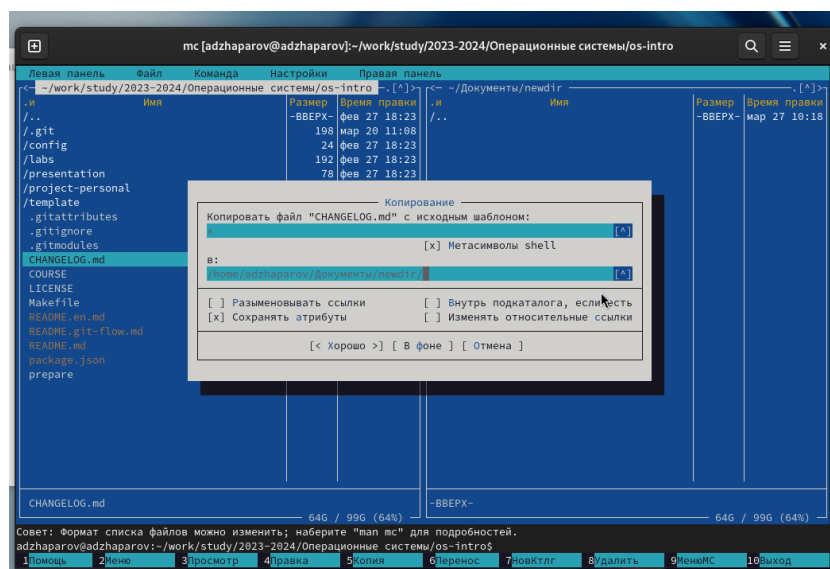 mc [adzhaparov@adzhaparov]:~/work/study/2023-2024/Операционные системы/os-intro
Левая панель Файл Команда Настройки Правая панель
<- ~/work/study/2023-2024/Операционные системы/os-intro -.[^]>
.и Имя Размер Время правки
/.. -ВВЕРХ- фев 27 18:23
/.git 198 мар 20 11:08
/config 24 фев 27 18:23
/labs 192 фев 27 18:23
/presentation 78 фев 27 18:23
/project-personal
/template
.gitattributes
.gitignore
.gitmodules
CHANGELOG.md
COURSE
LICENSE
Makefile
README.en.md
README.git-flow.md
README.md
package.json
prepare
CHANGELOG.md
64G / 99G (64%)
<- ~/Документы/newdir .[^]>
.и Имя Размер Время правки
/.. -ВВЕРХ- мар 27 10:18
-ВВЕРХ-
64G / 99G (64%)
Копирование
Копировать файл "CHANGELOG.md" с исходным шаблоном:
* [^]
[x] Метасимволы shell
в:
/home/adzhaparov/Документы/newdir/ [^]
[ ] Разыменовывать ссылки [ ] Внутрь подкаталога, если есть
[x] Сохранять атрибуты [ ] Изменять относительные ссылки
[< Хорошо >] [ В фоне ] [ Отмена ]
Совет: Формат списка файлов можно изменить; наберите "man mc" для подробностей.
adzhaparov@adzhaparov:~/work/study/2023-2024/Операционные системы/os-intro$
1Помощь 2Меню 3Просмотр 4Правка 5Копия 6Перенос 7НовКтлг 8Удалить 9МенюМС 10Выход